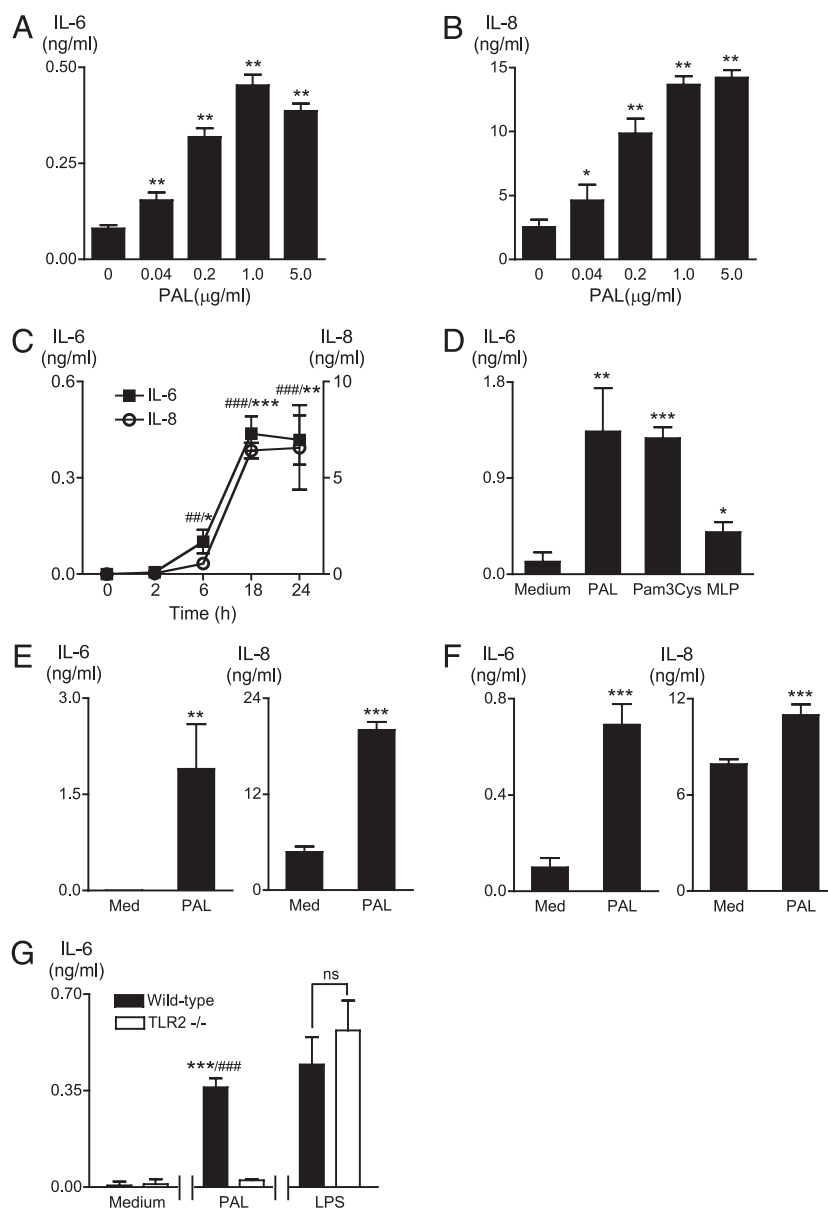 A IL-6 (ng/ml)
0.50
0.25
0.00
** ** ** **
0 0.04 0.2 1.0 5.0
PAL(μg/ml)
B IL-8 (ng/ml)
15
10
5
0
* ** ** **
0 0.04 0.2 1.0 5.0
PAL(μg/ml)
C IL-6 (ng/ml)
IL-8 (ng/ml)
0.6
0.3
0.0
10
5
0
IL-6
IL-8
##/*
###/***
###/**
0 2 6 18 24
Time (h)
D IL-6 (ng/ml)
1.8
0.9
0.0
** *** *
Medium PAL Pam3Cys MLP
E IL-6 (ng/ml)
3.0
1.5
0.0
**
Med PAL
IL-8 (ng/ml)
24
12
0
***
Med PAL
F IL-6 (ng/ml)
0.8
0.4
0.0
***
Med PAL
IL-8 (ng/ml)
12
6
0
***
Med PAL
G IL-6 (ng/ml)
0.70
0.35
0.00
Wild-type
TLR2 -/-
***/###
ns
Medium PAL LPS